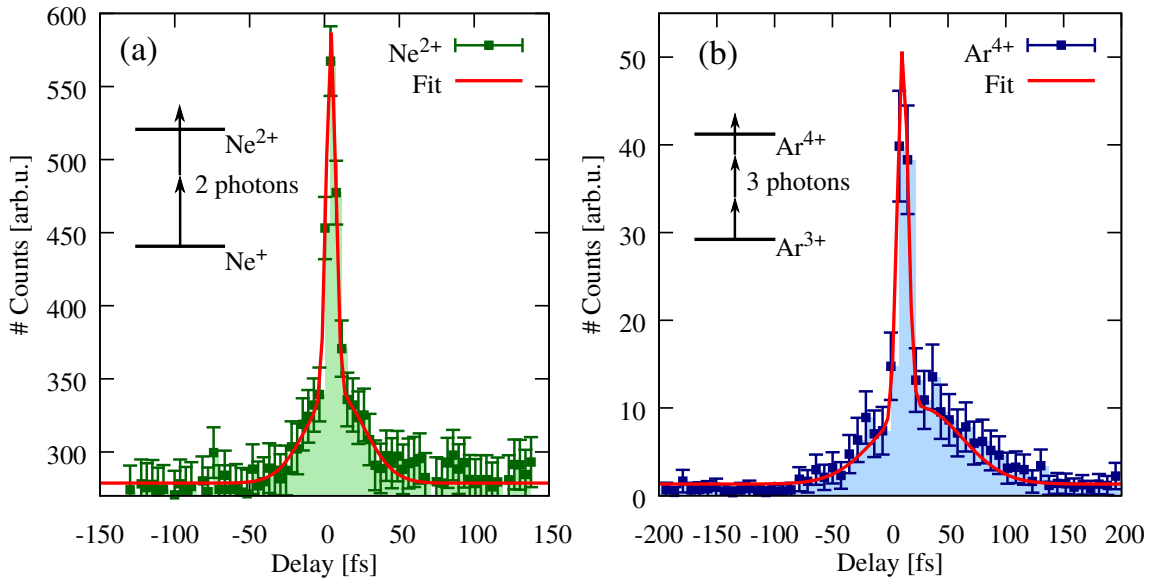 (a)
Ne²⁺
Fit
Ne²⁺
2 photons
Ne⁺
# Counts [arb.u.]
600
550
500
450
400
350
300
-150 -100 -50 0 50 100 150
Delay [fs]
(b)
Ar⁴⁺
Fit
Ar⁴⁺
3 photons
Ar³⁺
# Counts [arb.u.]
50
40
30
20
10
0
-200 -150 -100 -50 0 50 100 150 200
Delay [fs]